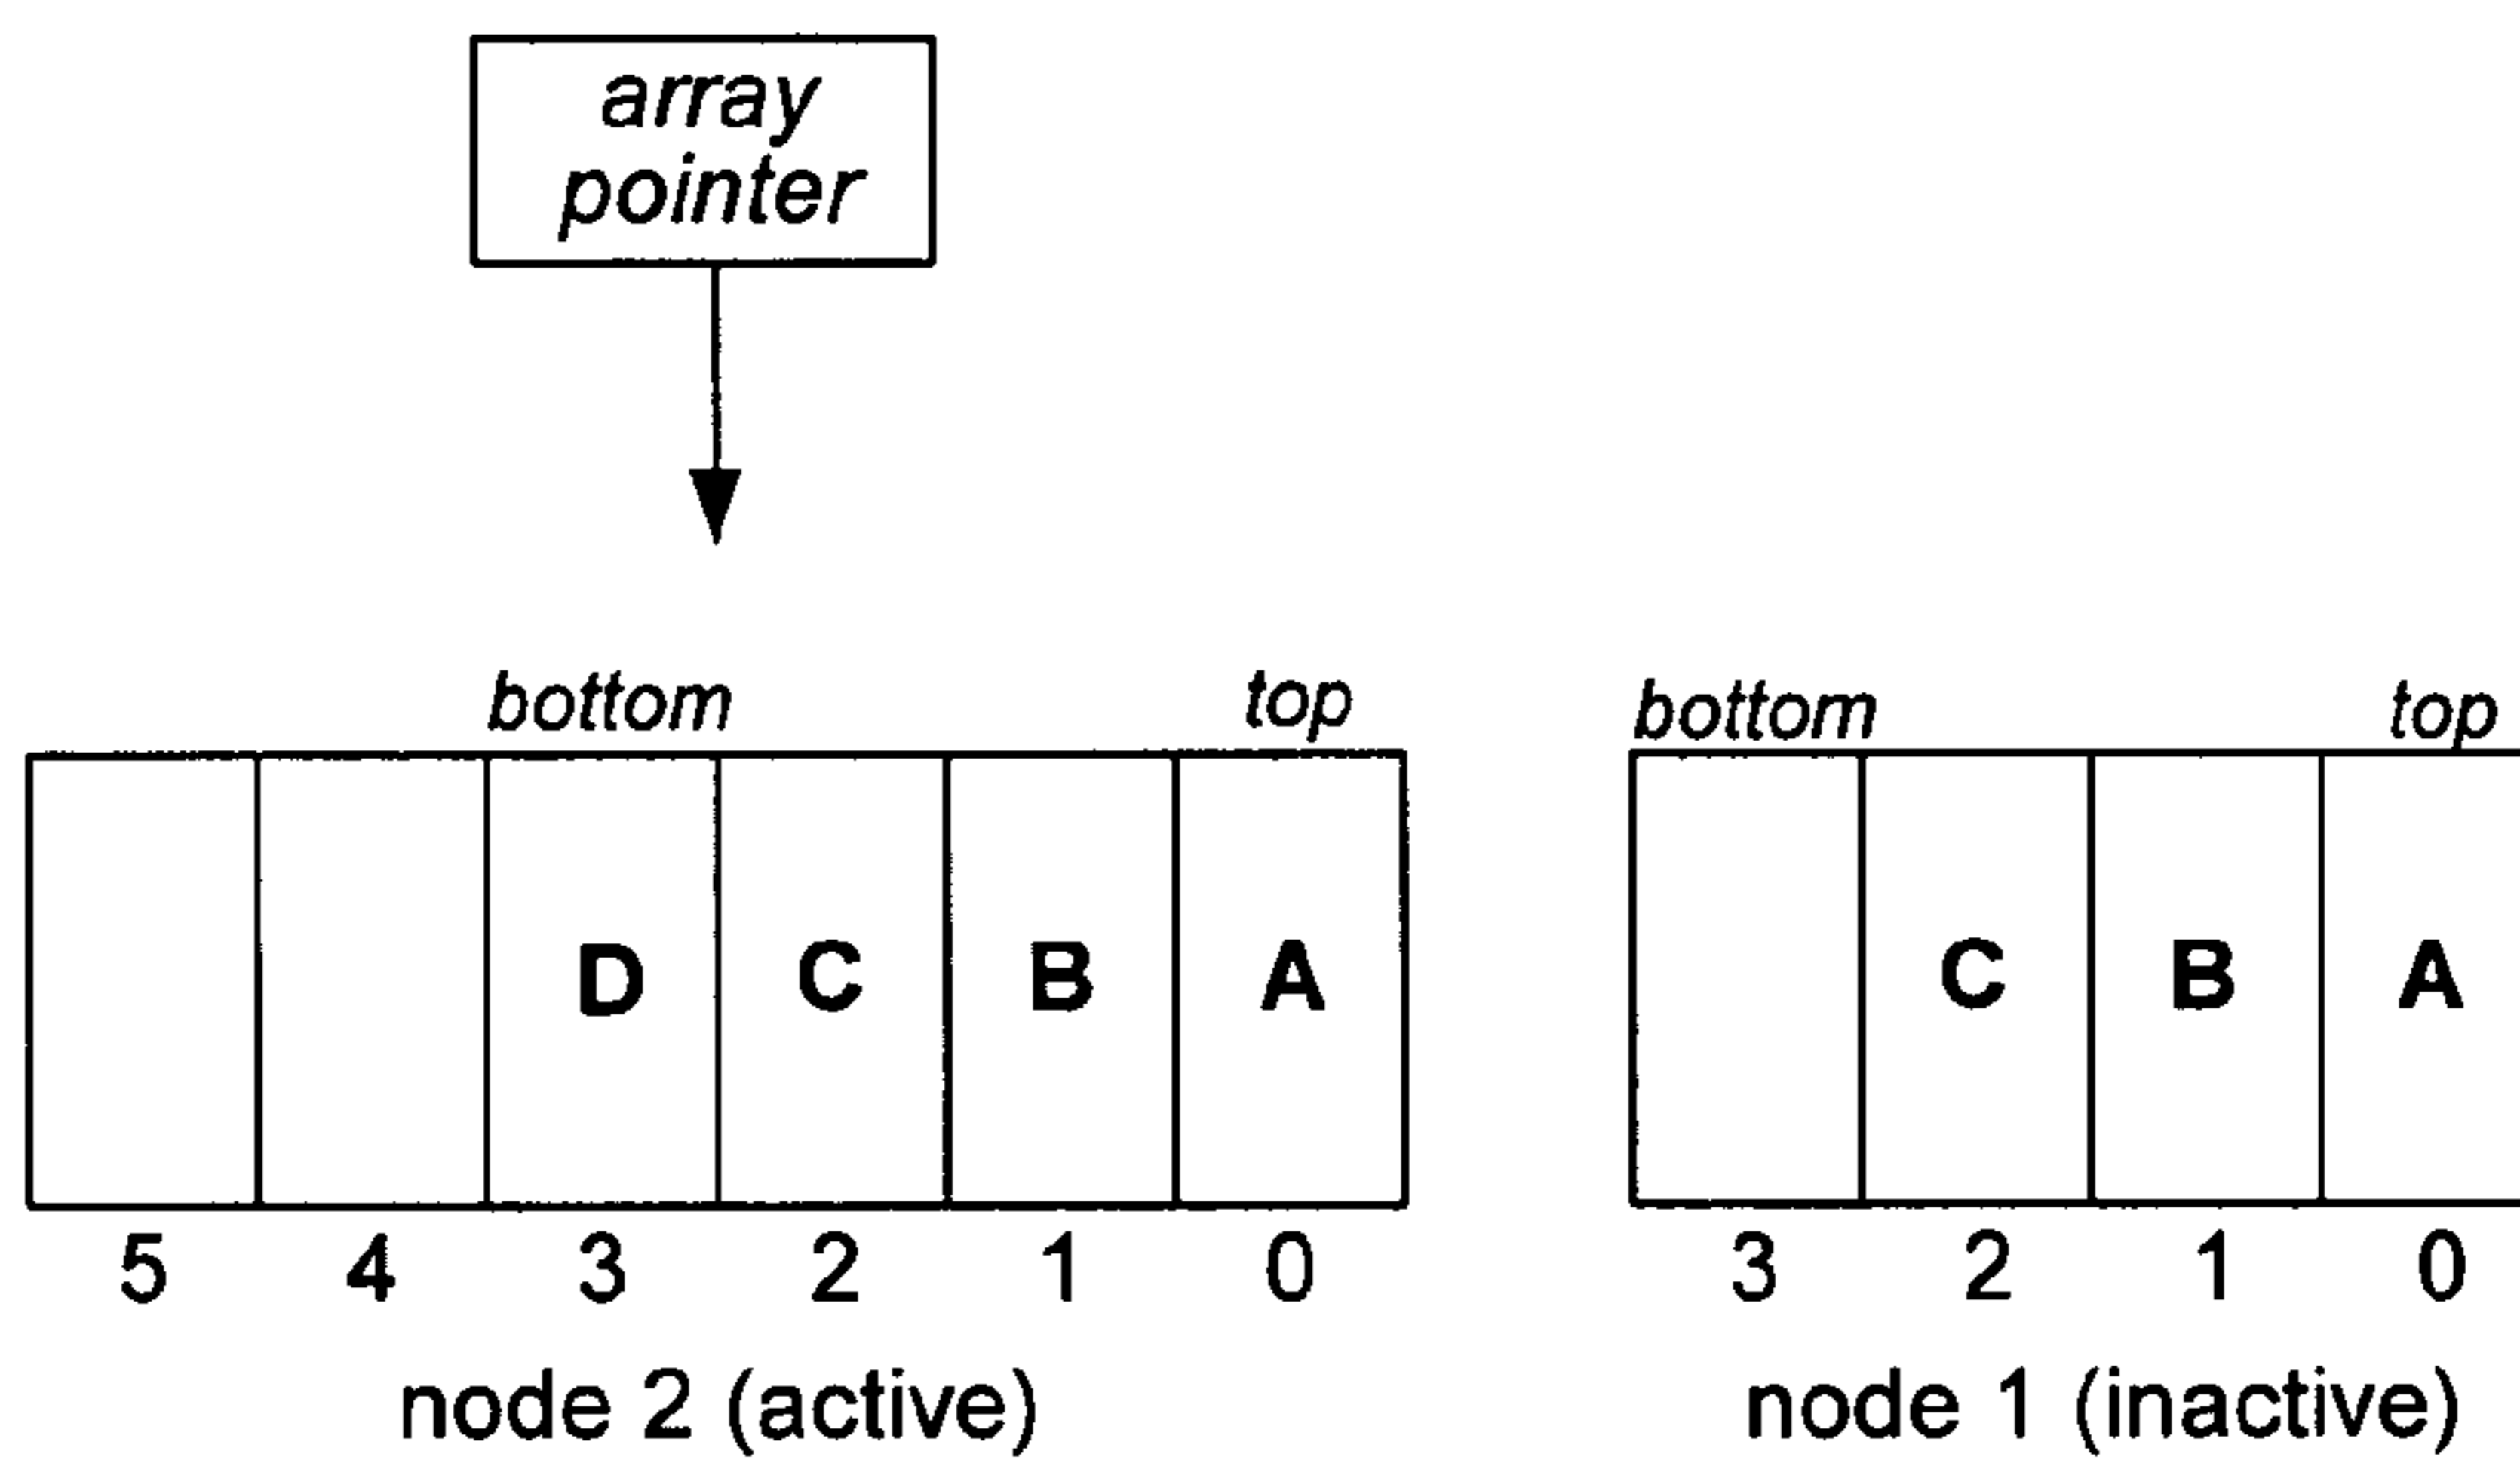 array
pointer
bottom top bottom top
D C B A C B A
5 4 3 2 1 0 3 2 1 0
node 2 (active) node 1 (inactive)